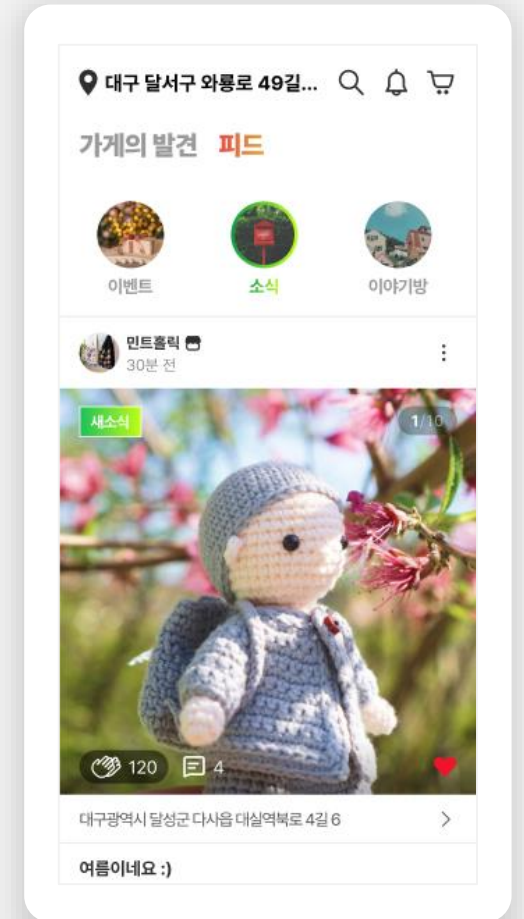 대구 달서구 와룡로 49길...
가게의 발견 피드
이벤트 소식 이야기방
민트홀릭
30분 전
새소식 1/10
120 4
대구광역시 달성군 다사읍 대실역북로 4길 6
여름이네요 :)